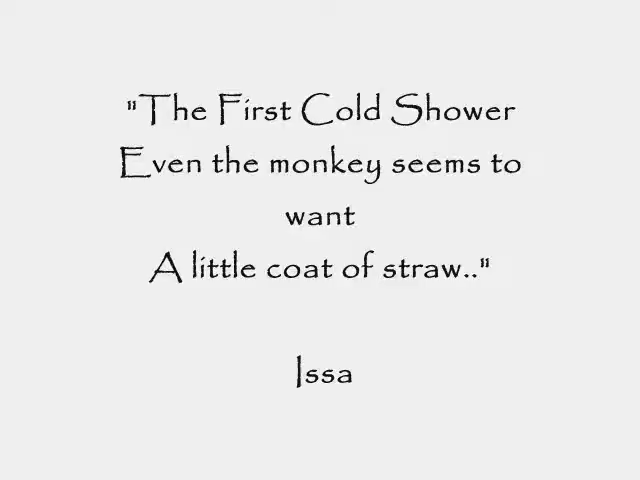 "The First Cold Shower
Even the monkey seems to
want
A little coat of straw.."
Issa